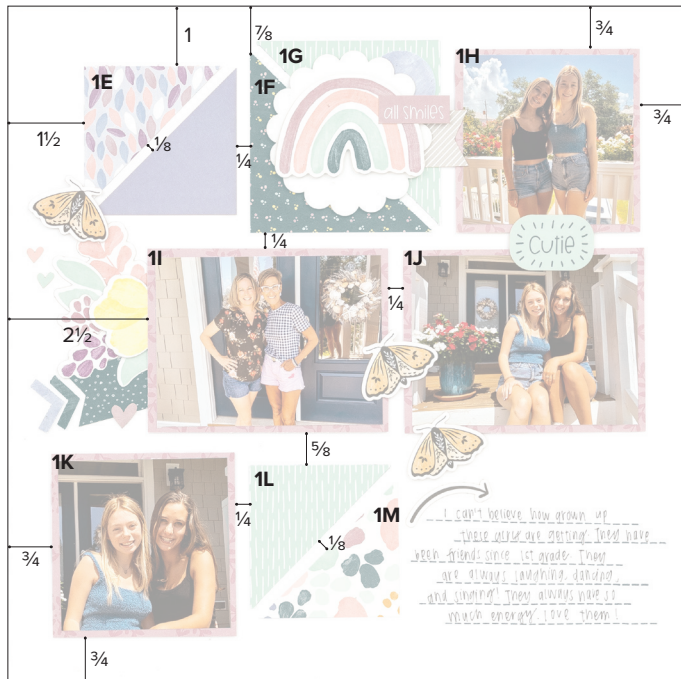 1
7/8
3/4
1E
1G
1F
1H
1½
1/8
1/4
all smiles
3/4
1/4
cutie
1I
1J
1/4
2½
5/8
1K
1L
1M
1/4
1/8
3/4
3/4
I can't believe how grown up
these girls are getting. They have
been friends since 1st grade. They
are always laughing, dancing,
and singing! They always have so
much energy. Love them!